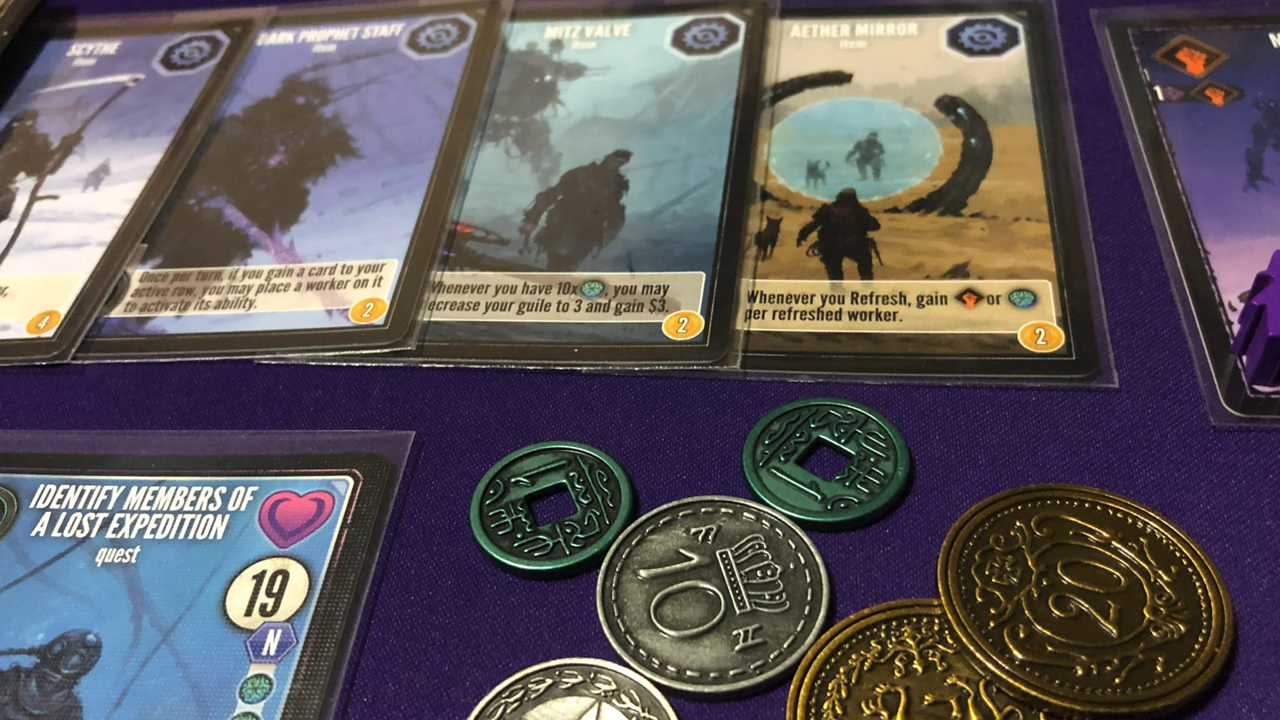 SCYTHE
item
4
DARK PROPHET STAFF
item
Once per turn, if you gain a card to your
active row, you may place a worker on it
to activate its ability.
2
MITZ VALVE
item
Whenever you have 10x, you may
decrease your guile to 3 and gain $3.
2
AETHER MIRROR
item
Whenever you Refresh, gain or
per refreshed worker.
2
1
N
IDENTIFY MEMBERS OF
A LOST EXPEDITION
quest
19
N
10
20